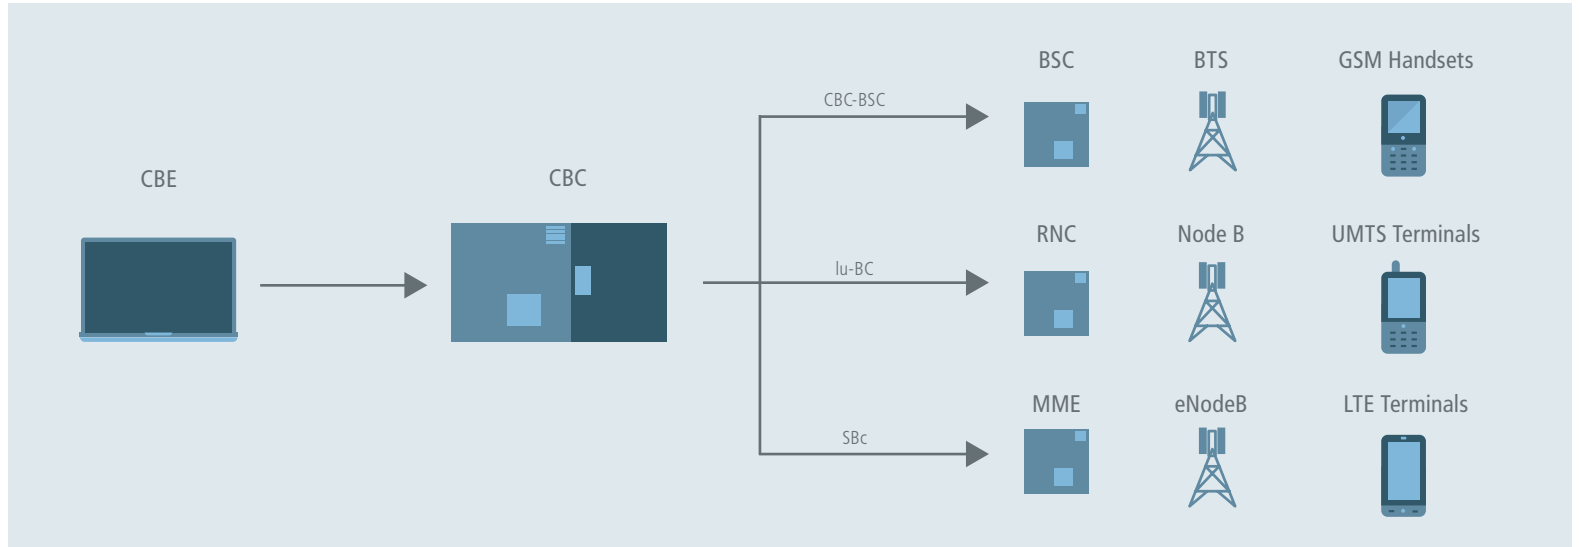 BSC
BTS
GSM Handsets
CBC-BSC
CBE
CBC
RNC
Node B
UMTS Terminals
lu-BC
MME
eNodeB
LTE Terminals
SBc